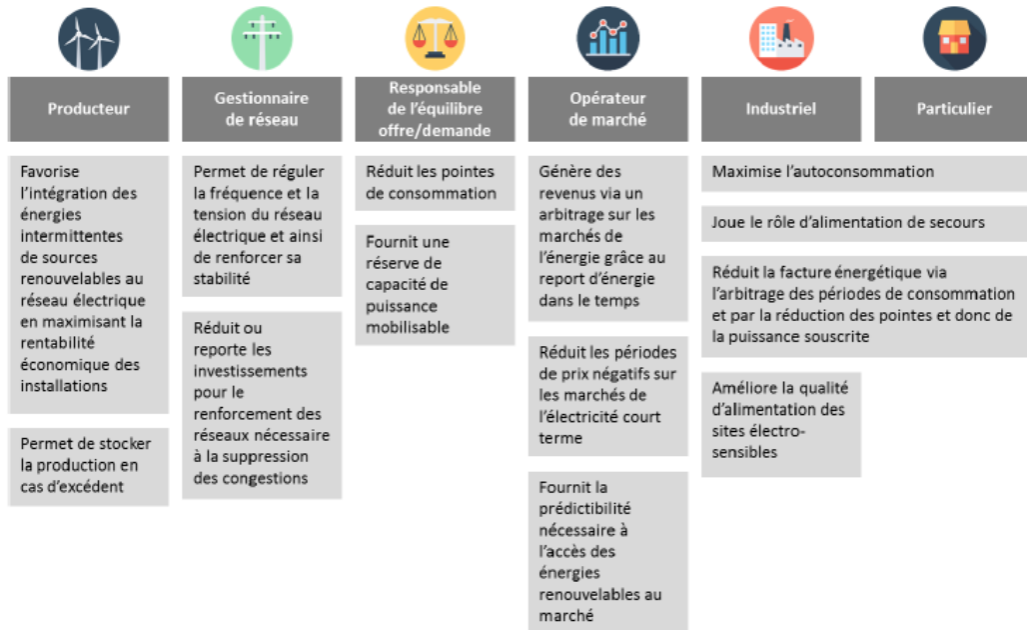 Producteur
Gestionnaire
de réseau
Responsable
de l'équilibre
offre/demande
Opérateur
de marché
Industriel
Particulier
Favorise
l'intégration des
énergies
intermittentes
de sources
renouvelables au
réseau électrique
en maximisant la
rentabilité
économique des
installations
Permet de stocker
la production en
cas d'excédent
Permet de réguler
la fréquence et la
tension du réseau
électrique et ainsi
de renforcer sa
stabilité
Réduit ou
reporte les
investissements
pour le
renforcement des
réseaux nécessaire
à la suppression
des congestions
Réduit les pointes
de consommation
Fournit une
réserve de
capacité de
puissance
mobilisable
Génère des
revenus via un
arbitrage sur les
marchés de
l'énergie grâce au
report d'énergie
dans le temps
Réduit les périodes
de prix négatifs sur
les marchés de
l'électricité court
terme
Fournit la
prédictibilité
nécessaire à
l'accès des
énergies
renouvelables au
marché
Maximise l'autoconsommation
Joue le rôle d'alimentation de secours
Réduit la facture énergétique via
l'arbitrage des périodes de consommation
et par la réduction des pointes et donc de
la puissance souscrite
Améliore la qualité
d'alimentation des
sites électro-
sensibles